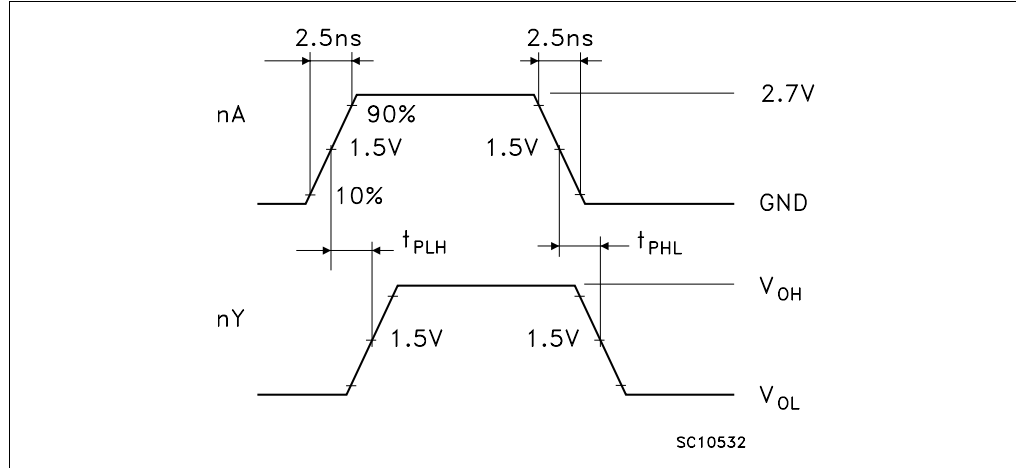 2.5ns 2.5ns
nA 90% 2.7V
1.5V 1.5V
10% GND
tPLH tPHL
nY VOH
1.5V 1.5V
VOL
SC10532